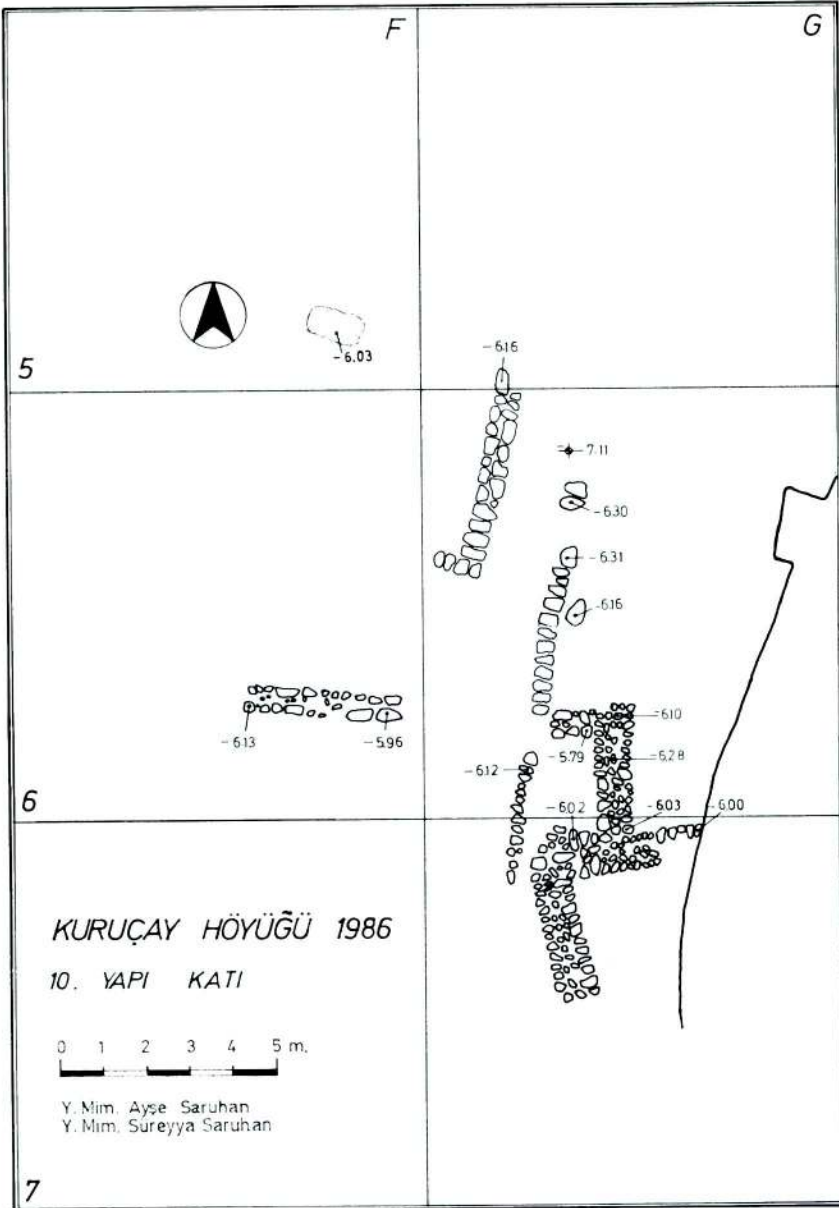 F
G
-6.03
5
-6.16
7.11
-6.30
-6.31
-6.16
-6.10
-6.13
-5.96
-5.79
-6.28
-6.12
6
-6.02
-6.03
-6.00
KURUÇAY HÖYÜĞÜ 1986
10. YAPI KATI
0 1 2 3 4 5 m.
Y. Mim. Ayşe Saruhan
Y. Mim. Süreyya Saruhan
7